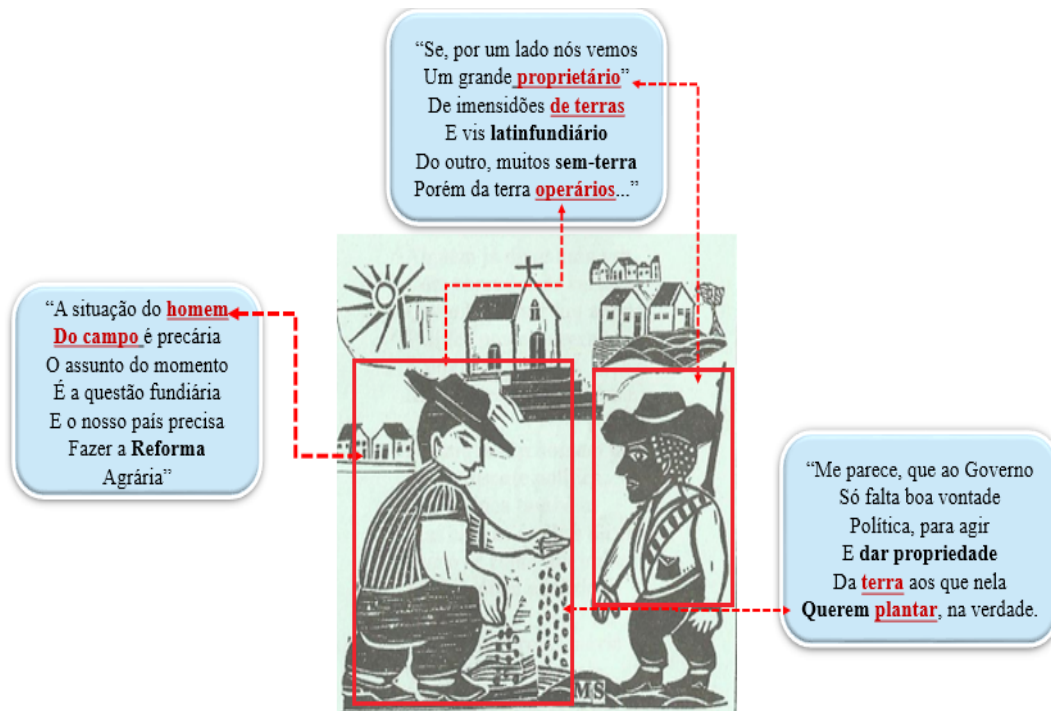 “Se, por um lado nós vemos
Um grande proprietário”
De imensidões de terras
E vis latinfundiário
Do outro, muitos sem-terra
Porém da terra operários...”
“A situação do homem
Do campo é precária
O assunto do momento
É a questão fundiária
E o nosso país precisa
Fazer a Reforma
Agrária”
“Me parece, que ao Governo
Só falta boa vontade
Política, para agir
E dar propriedade
Da terra aos que nela
Querem plantar, na verdade.
MS